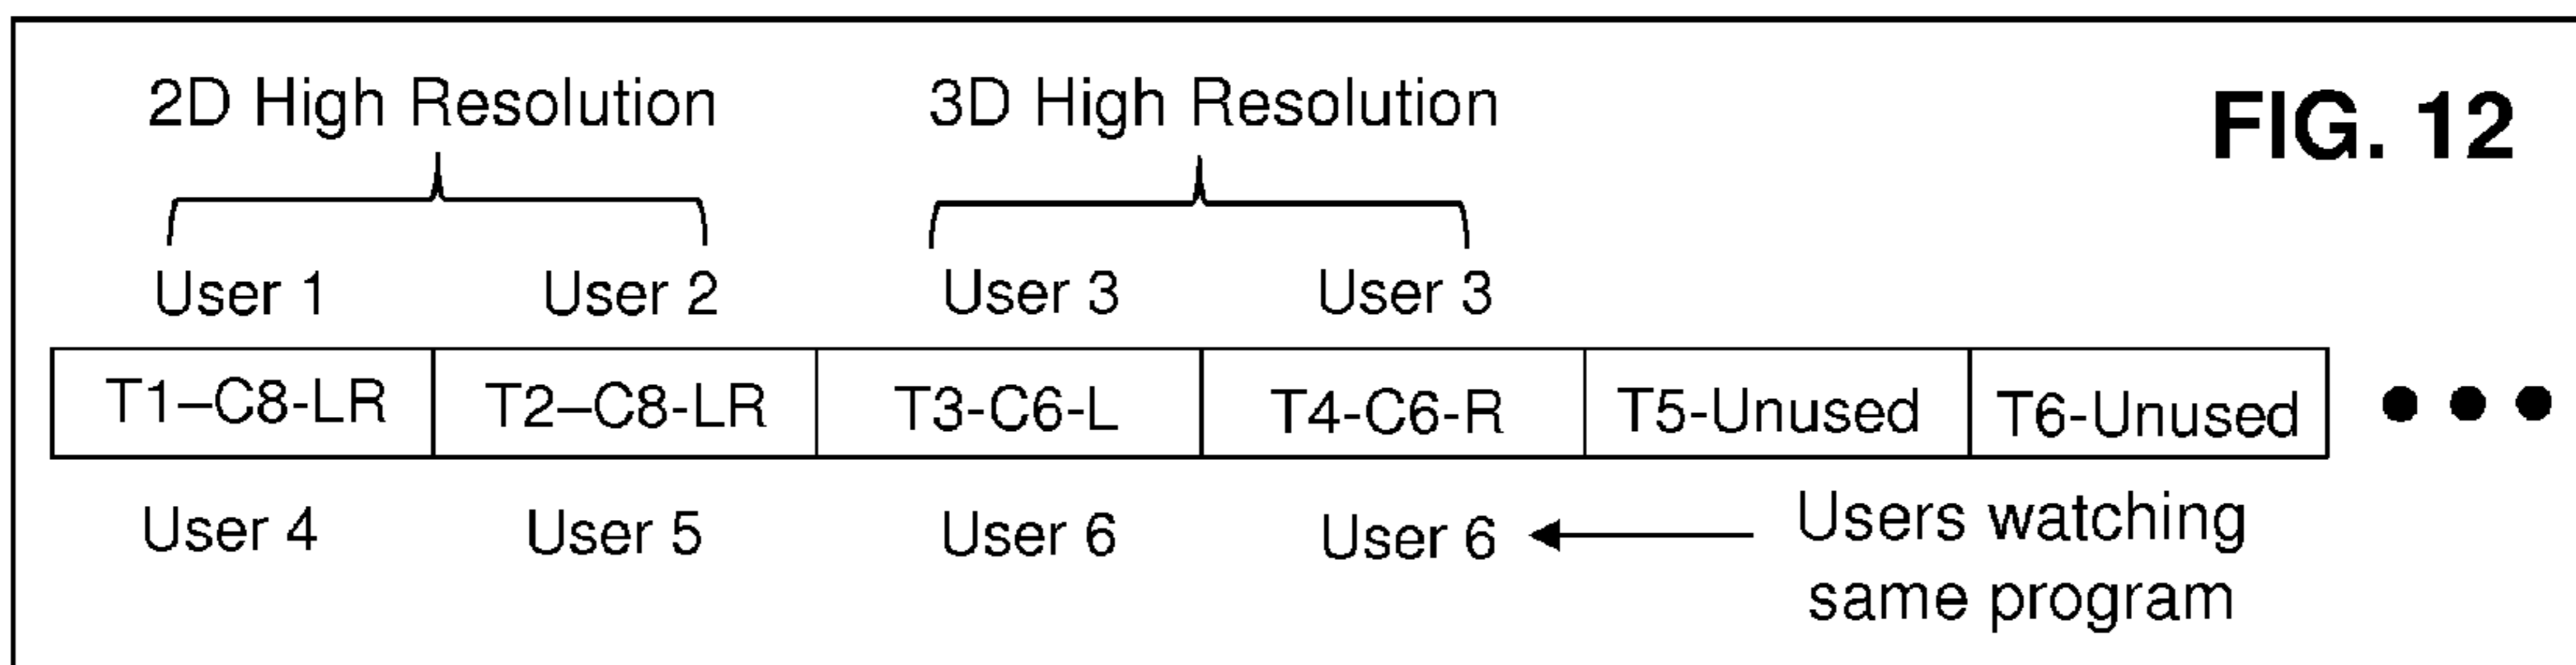 FIG. 12
2D High Resolution 3D High Resolution
User 1 User 2 User 3 User 3
T1–C8-LR T2–C8-LR T3-C6-L T4-C6-R T5-Unused T6-Unused
User 4 User 5 User 6 User 6 Users watching
same program